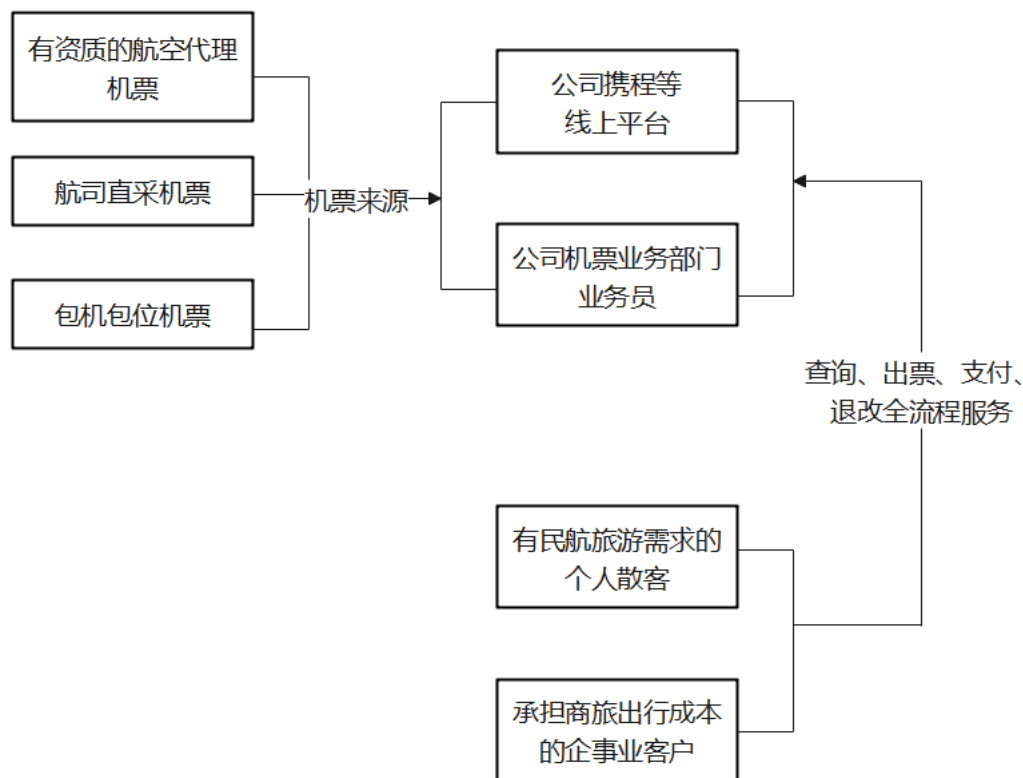 有资质的航空代理
机票
航司直采机票
包机包位机票
机票来源
公司携程等
线上平台
公司机票业务部门
业务员
查询、出票、支付、
退改全流程服务
有民航旅游需求的
个人散客
承担商旅出行成本
的企事业客户